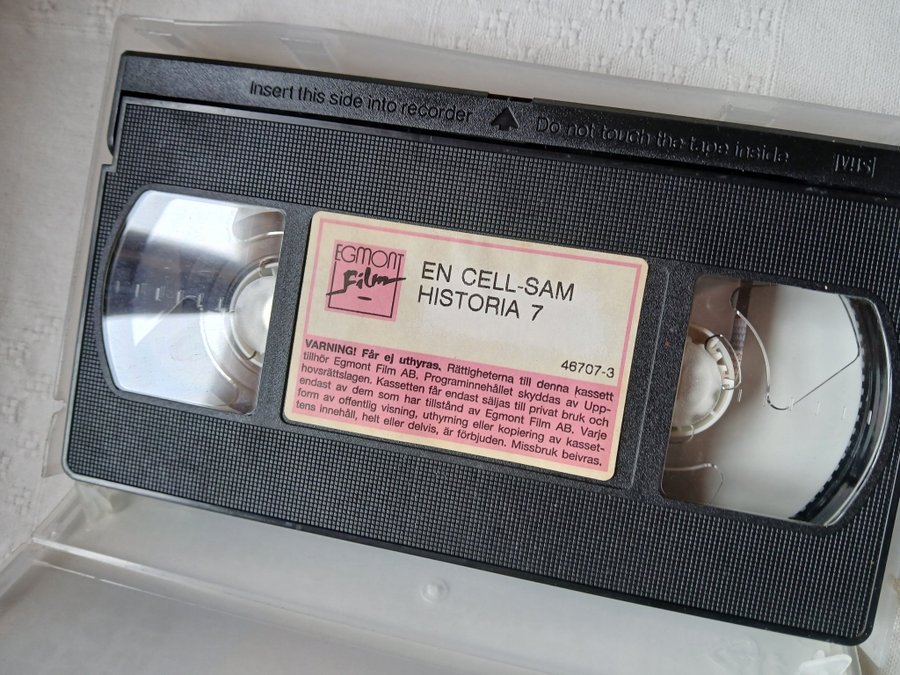 Insert this side into recorder Do not touch the tape inside VHS
EGMONT
Film
EN CELL-SAM
HISTORIA 7
46707-3
VARNING! Får ej uthyras. Rättigheterna till denna kassett
tillhör Egmont Film AB. Programinnehållet skyddas av Upp-
hovsrättslagen. Kassetten får endast säljas till privat bruk och
endast av dem som har tillstånd av Egmont Film AB. Varje
form av offentlig visning, uthyrning eller kopiering av kasset-
tens innehåll, helt eller delvis, är förbjuden. Missbruk beivras.